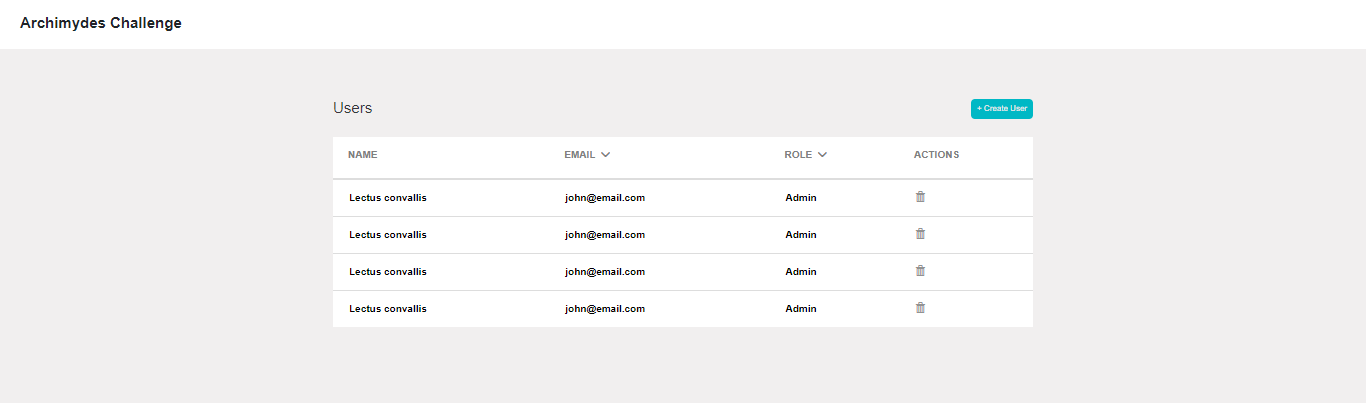 Archimydes Challenge
Users
+ Create User
NAME EMAIL ROLE ACTIONS
Lectus convallis john@email.com Admin
Lectus convallis john@email.com Admin
Lectus convallis john@email.com Admin
Lectus convallis john@email.com Admin